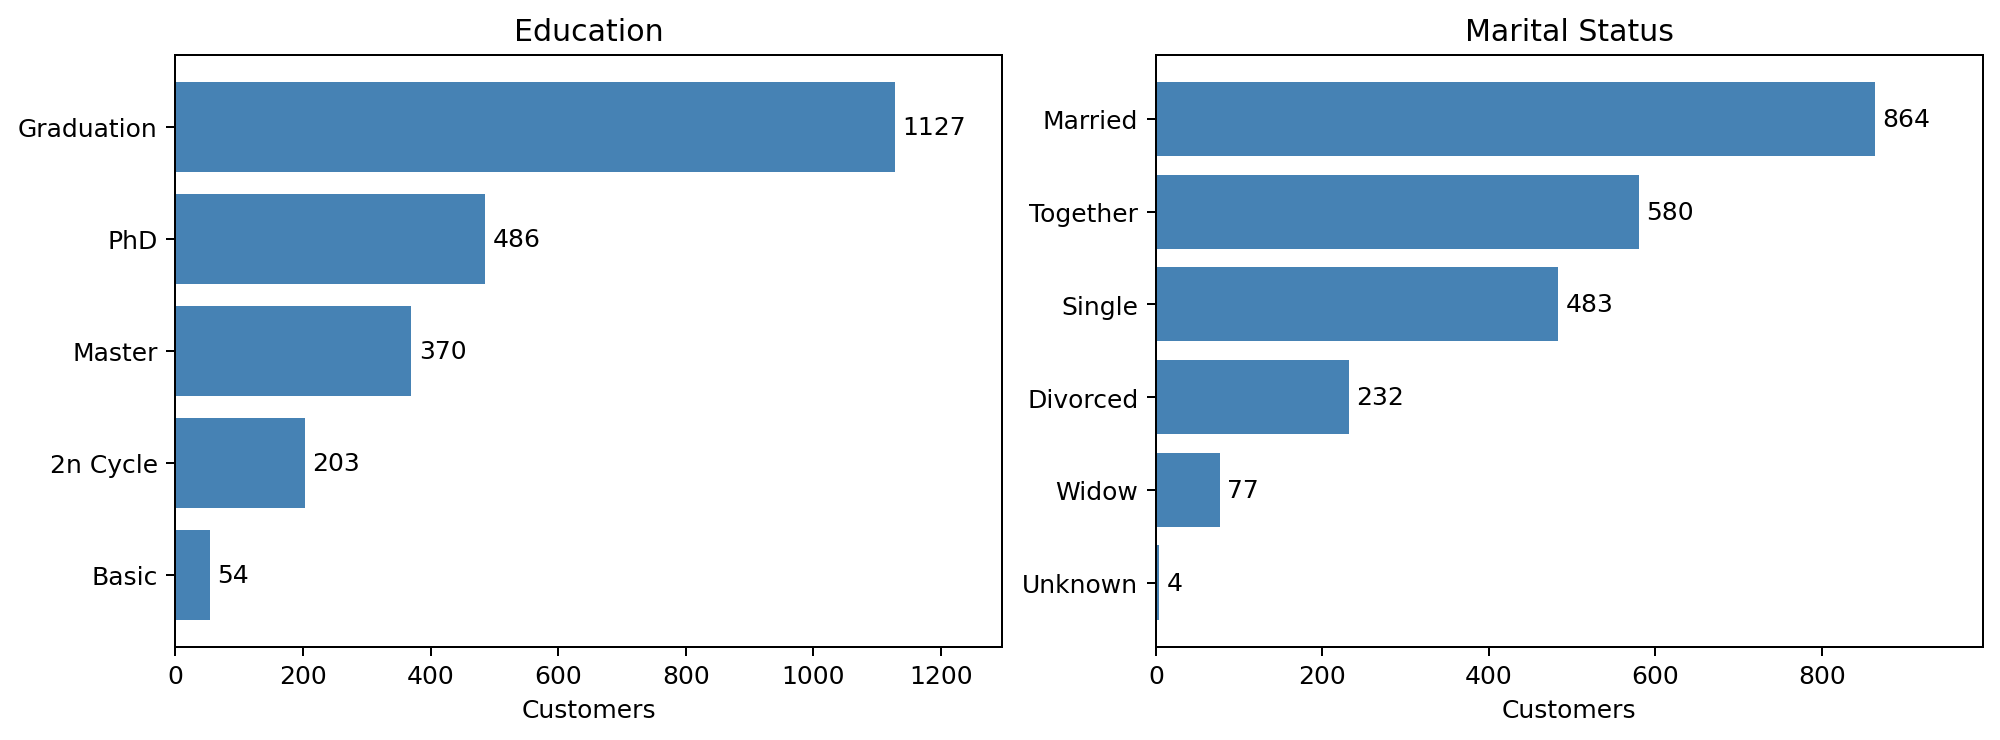 Education
Graduation 1127
PhD 486
Master 370
2n Cycle 203
Basic 54
0 200 400 600 800 1000 1200
Customers
Marital Status
Married 864
Together 580
Single 483
Divorced 232
Widow 77
Unknown 4
0 200 400 600 800
Customers